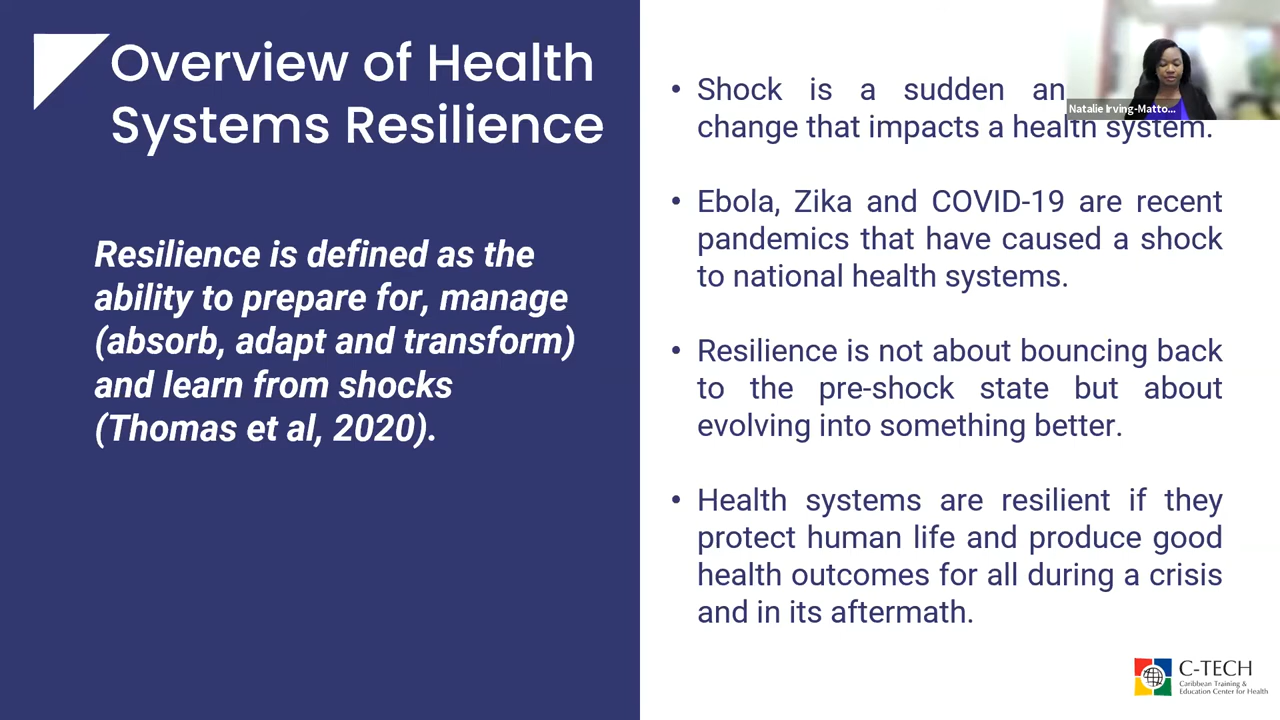 Overview of Health
Systems Resilience
Resilience is defined as the
ability to prepare for, manage
(absorb, adapt and transform)
and learn from shocks
(Thomas et al, 2020).
• Shock is a sudden an
change that impacts a health system.
• Ebola, Zika and COVID-19 are recent
pandemics that have caused a shock
to national health systems.
• Resilience is not about bouncing back
to the pre-shock state but about
evolving into something better.
• Health systems are resilient if they
protect human life and produce good
health outcomes for all during a crisis
and in its aftermath.
Natalie Irving-Matto...
C-TECH
Caribbean Training &
Education Center for Health